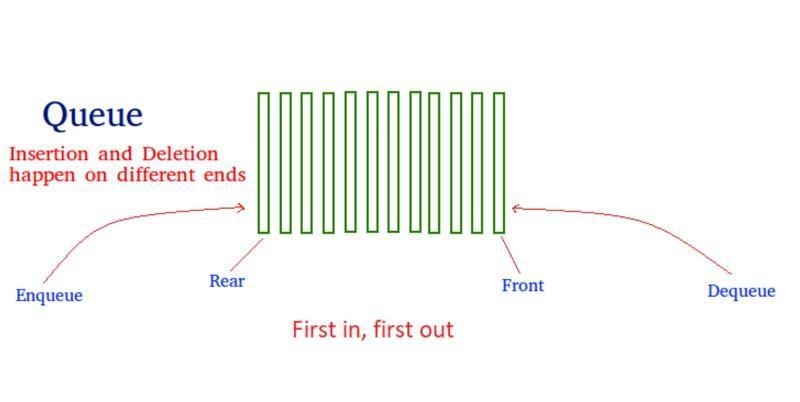 Queue
Insertion and Deletion
happen on different ends
Enqueue
Rear
Front
Dequeue
First in, first out